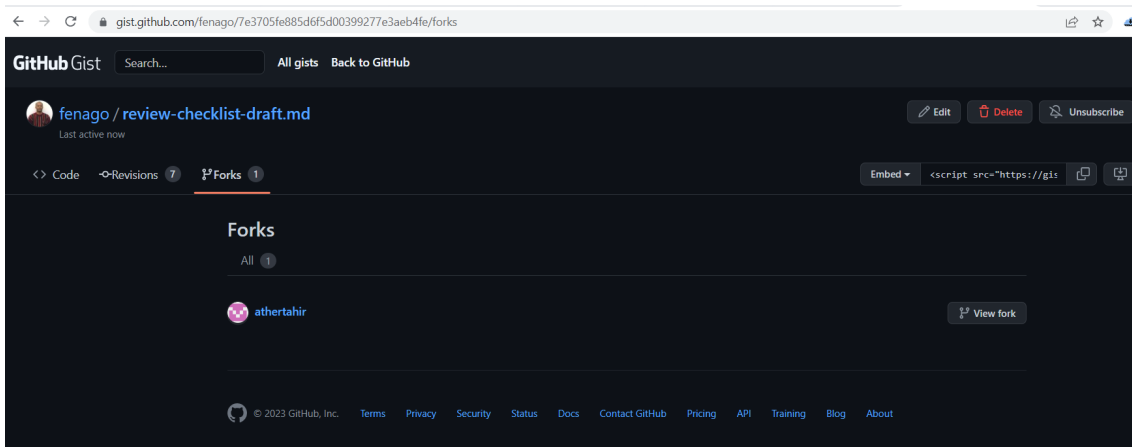 gist.github.com/fenago/7e3705fe885d6f5d00399277e3aeb4fe/forks
GitHub Gist Search... All gists Back to GitHub
fenago / review-checklist-draft.md Edit Delete Unsubscribe
Last active now
<> Code Revisions 7 Forks 1 Embed <script src="https://gis
Forks
All 1
athertahir View fork
© 2023 GitHub, Inc. Terms Privacy Security Status Docs Contact GitHub Pricing API Training Blog About